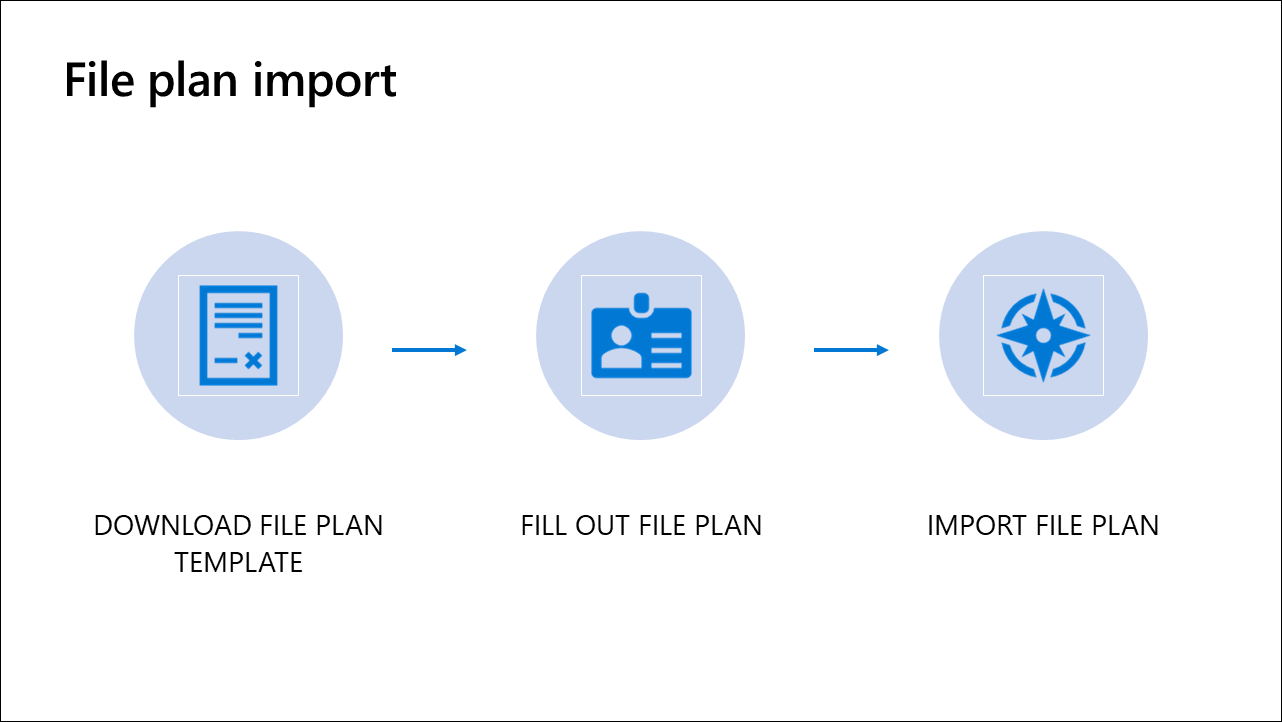 File plan import
DOWNLOAD FILE PLAN
TEMPLATE
FILL OUT FILE PLAN
IMPORT FILE PLAN